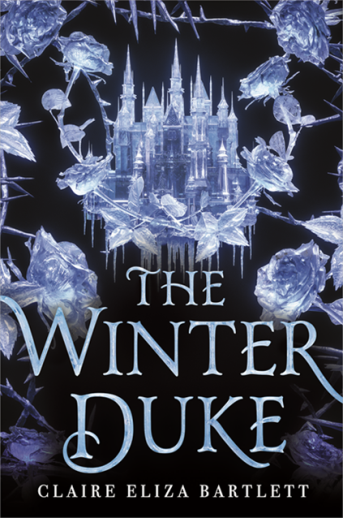 THE
WINTER
DUKE
CLAIRE ELIZA BARTLETT